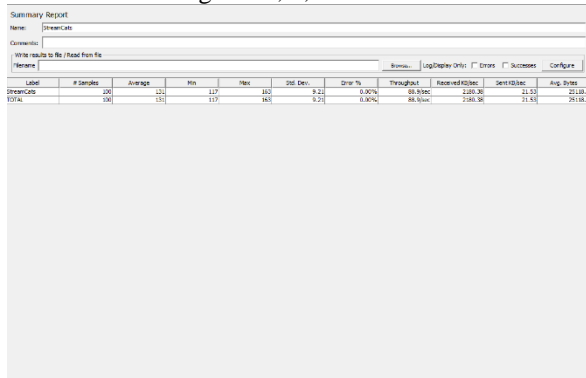 Summary Report
Name: StreamCats
Comments:
Write results to file / Read from file
Filename Browse... Log/Display Only: Errors Successes Configure
Label # Samples Average Min Max Std. Dev. Error % Throughput Received KB/sec Sent KB/sec Avg. Bytes
StreamCats 100 131 117 163 9.21 0.00% 88.9/sec 2180.38 21.53 25118.
TOTAL 100 131 117 163 9.21 0.00% 88.9/sec 2180.38 21.53 25118.